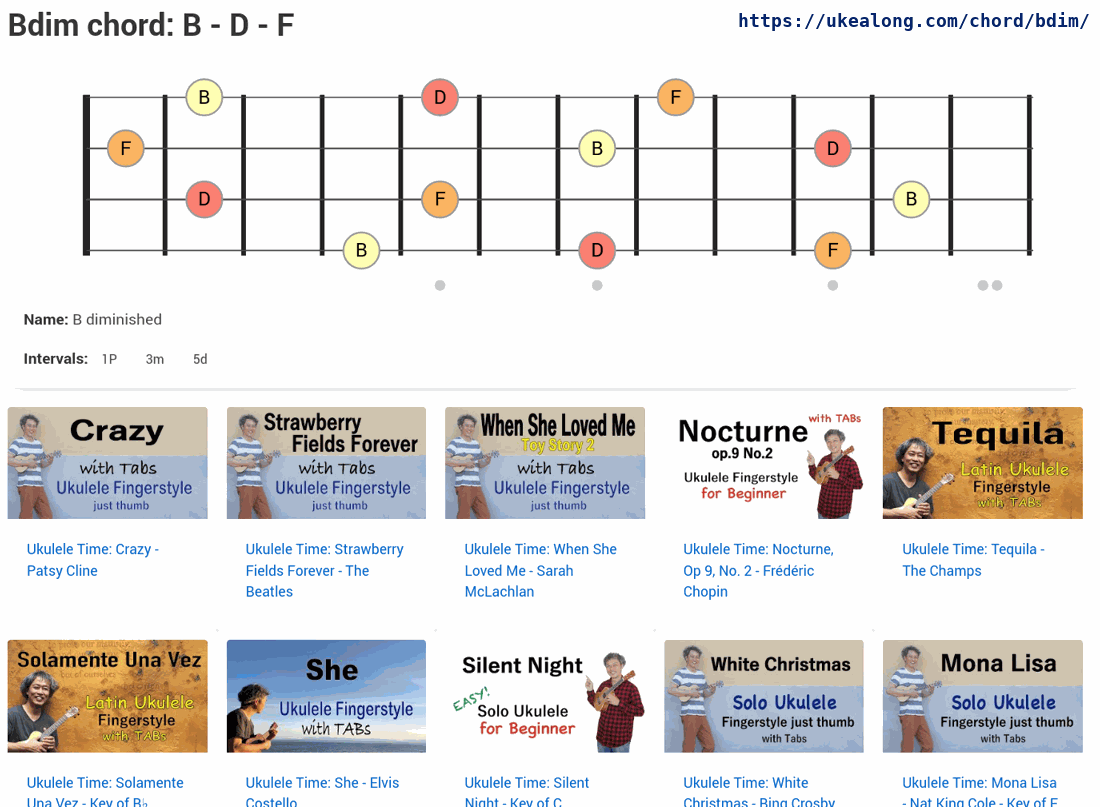 Bdim chord: B - D - F
https://ukealong.com/chord/bdim/
B D F
F B D
D F B
B D F
Name: B diminished
Intervals: 1P 3m 5d
Crazy
with Tabs
Ukulele Fingerstyle
just thumb
Strawberry
Fields Forever
with Tabs
Ukulele Fingerstyle
just thumb
When She Loved Me
Toy Story 2
with Tabs
Ukulele Fingerstyle
just thumb
with TABs
Nocturne
op.9 No.2
Ukulele Fingerstyle
for Beginner
Tequila
Latin Ukulele
Fingerstyle
with TABs
Ukulele Time: Crazy -
Patsy Cline
Ukulele Time: Strawberry
Fields Forever - The
Beatles
Ukulele Time: When She
Loved Me - Sarah
McLachlan
Ukulele Time: Nocturne,
Op 9, No. 2 - Frédéric
Chopin
Ukulele Time: Tequila -
The Champs
Solamente Una Vez
Latin Ukulele
Fingerstyle
with TABs
She
Ukulele Fingerstyle
with TABs
Silent Night
EASY!
Solo Ukulele
for Beginner
White Christmas
Solo Ukulele
Fingerstyle just thumb
with Tabs
Mona Lisa
Solo Ukulele
Fingerstyle just thumb
with Tabs
Ukulele Time: Solamente
Una Vez - Key of B♭
Ukulele Time: She - Elvis
Costello
Ukulele Time: Silent
Night - Key of C
Ukulele Time: White
Christmas - Bing Crosby
Ukulele Time: Mona Lisa
- Nat King Cole - Key of F